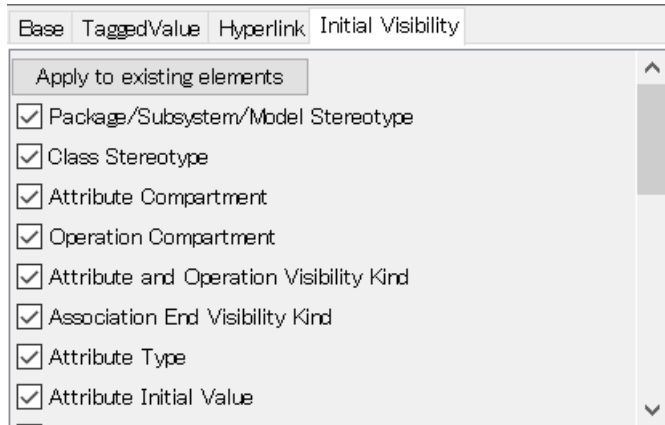 Base TaggedValue Hyperlink Initial Visibility
Apply to existing elements
Package/Subsystem/Model Stereotype
Class Stereotype
Attribute Compartment
Operation Compartment
Attribute and Operation Visibility Kind
Association End Visibility Kind
Attribute Type
Attribute Initial Value